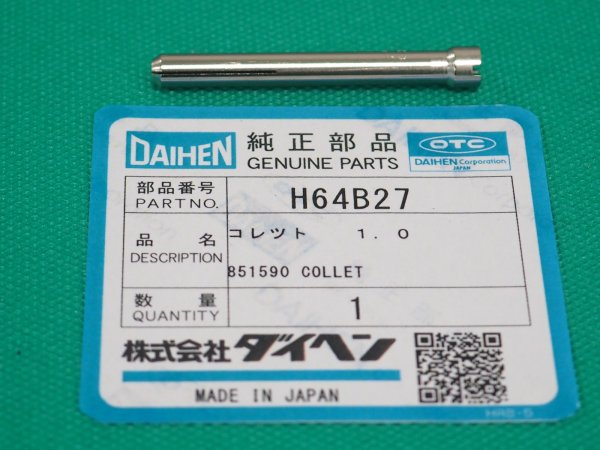 DAIHEN 純正部品 OTC
GENUINE PARTS DAIHEN Corporation
JAPAN
部品番号
PART NO. H64B27
品 名 コレツト 1.0
DESCRIPTION 851590 COLLET
数 量
QUANTITY 1
株式会社ダイヘン
MADE IN JAPAN